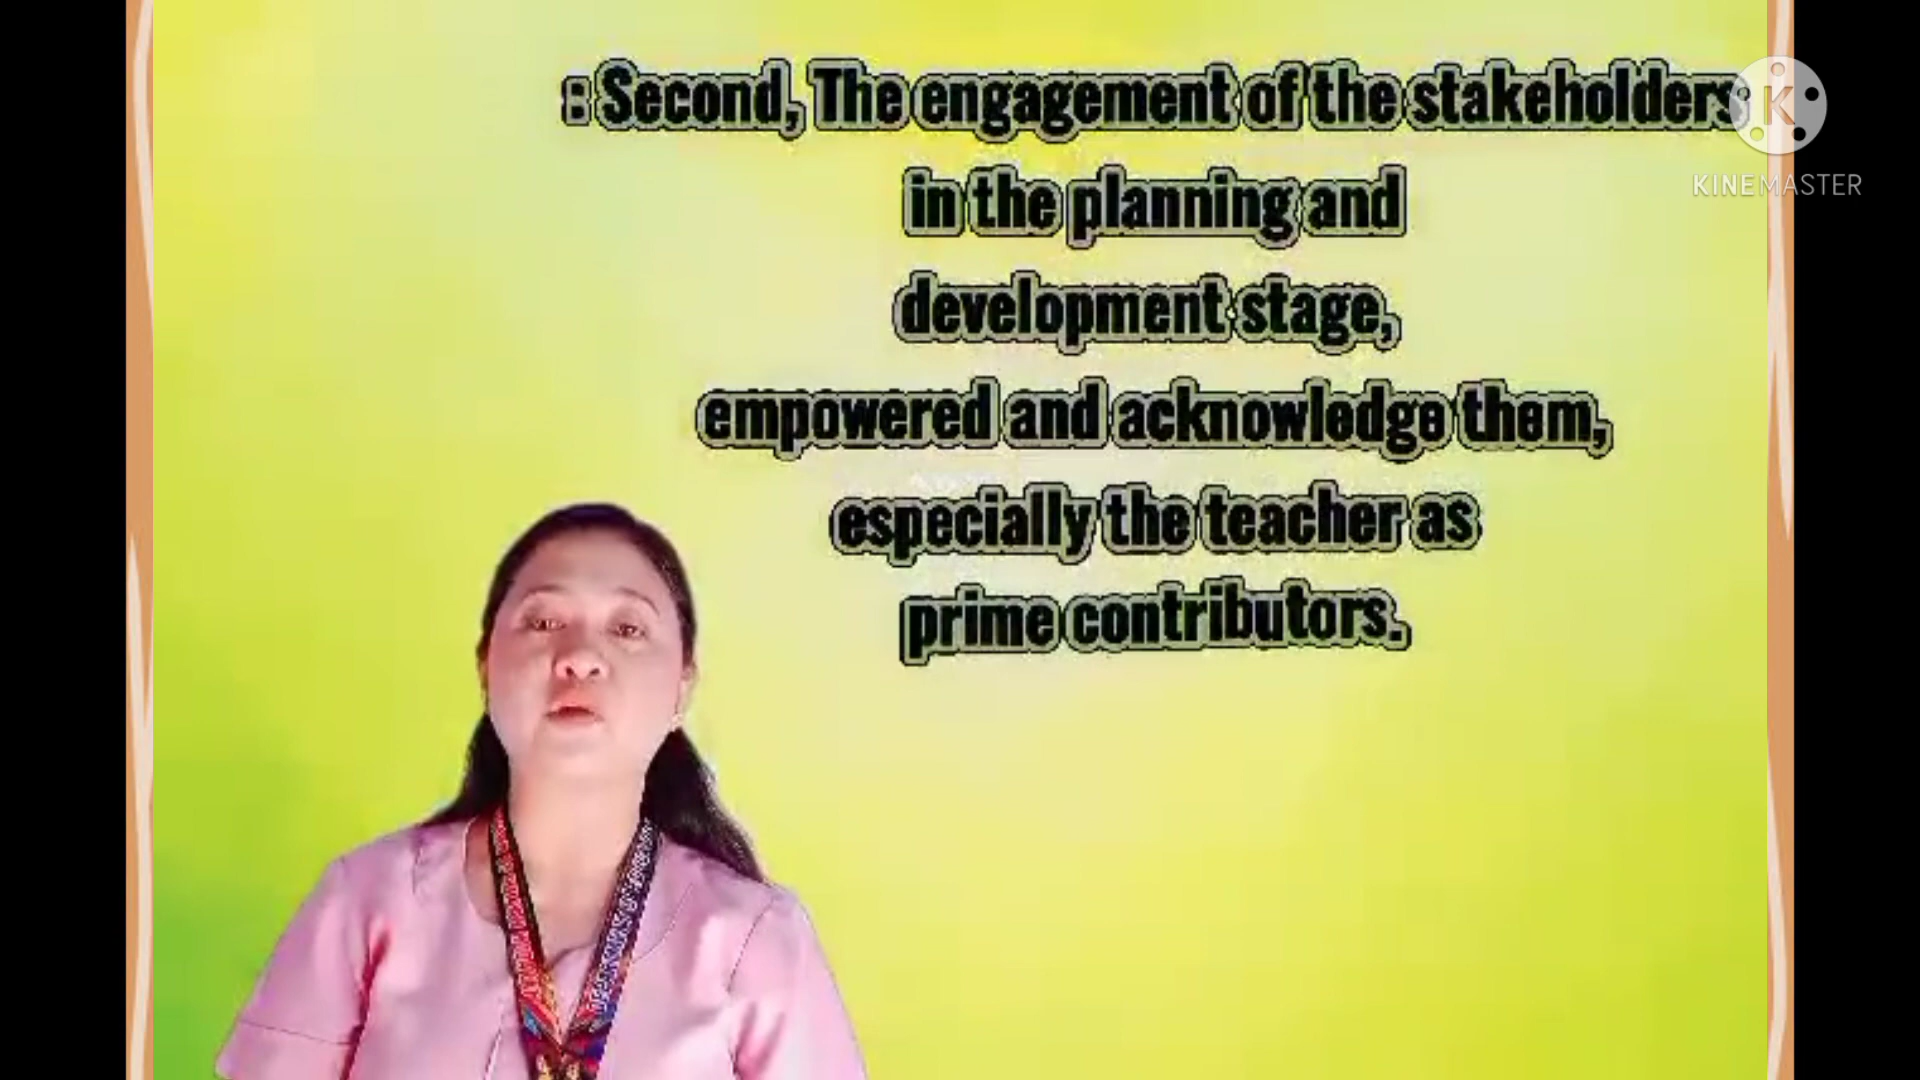 : Second, The engagement of the stakeholders
in the planning and
development stage,
empowered and acknowledge them,
especially the teacher as
prime contributors.
K
KINEMASTER